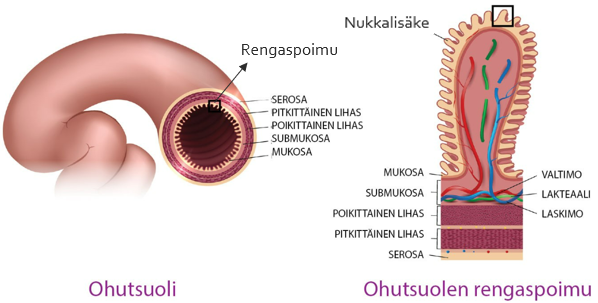 Rengaspoimu
SEROSA
PITKITTÄINEN LIHAS
POIKITTAINEN LIHAS
SUBMUKOSA
MUKOSA
Ohutsuoli
Nukkalisäke
MUKOSA
SUBMUKOSA
POIKITTAINEN LIHAS
PITKITTÄINEN LIHAS
SEROSA
VALTIMO
LAKTEAALI
LASKIMO
Ohutsuolen rengaspoimu